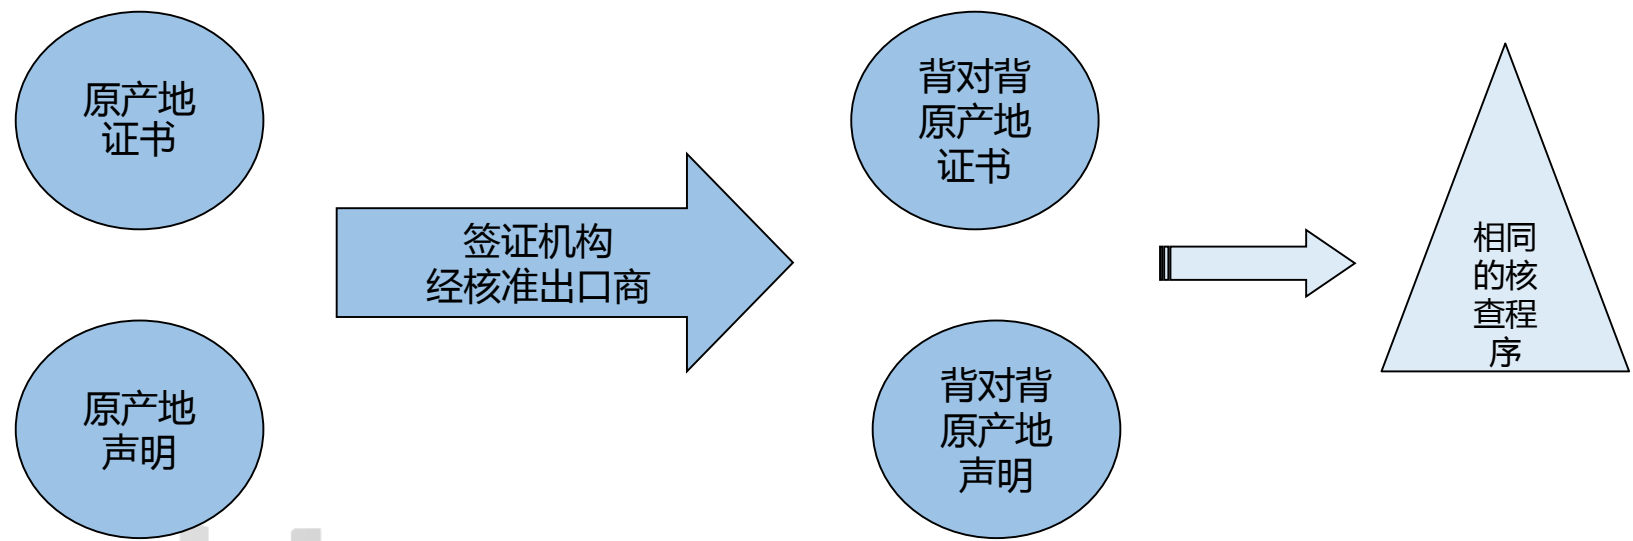 原产地
证书
原产地
声明
签证机构
经核准出口商
背对背
原产地
证书
背对背
原产地
声明
相同
的核
查程
序